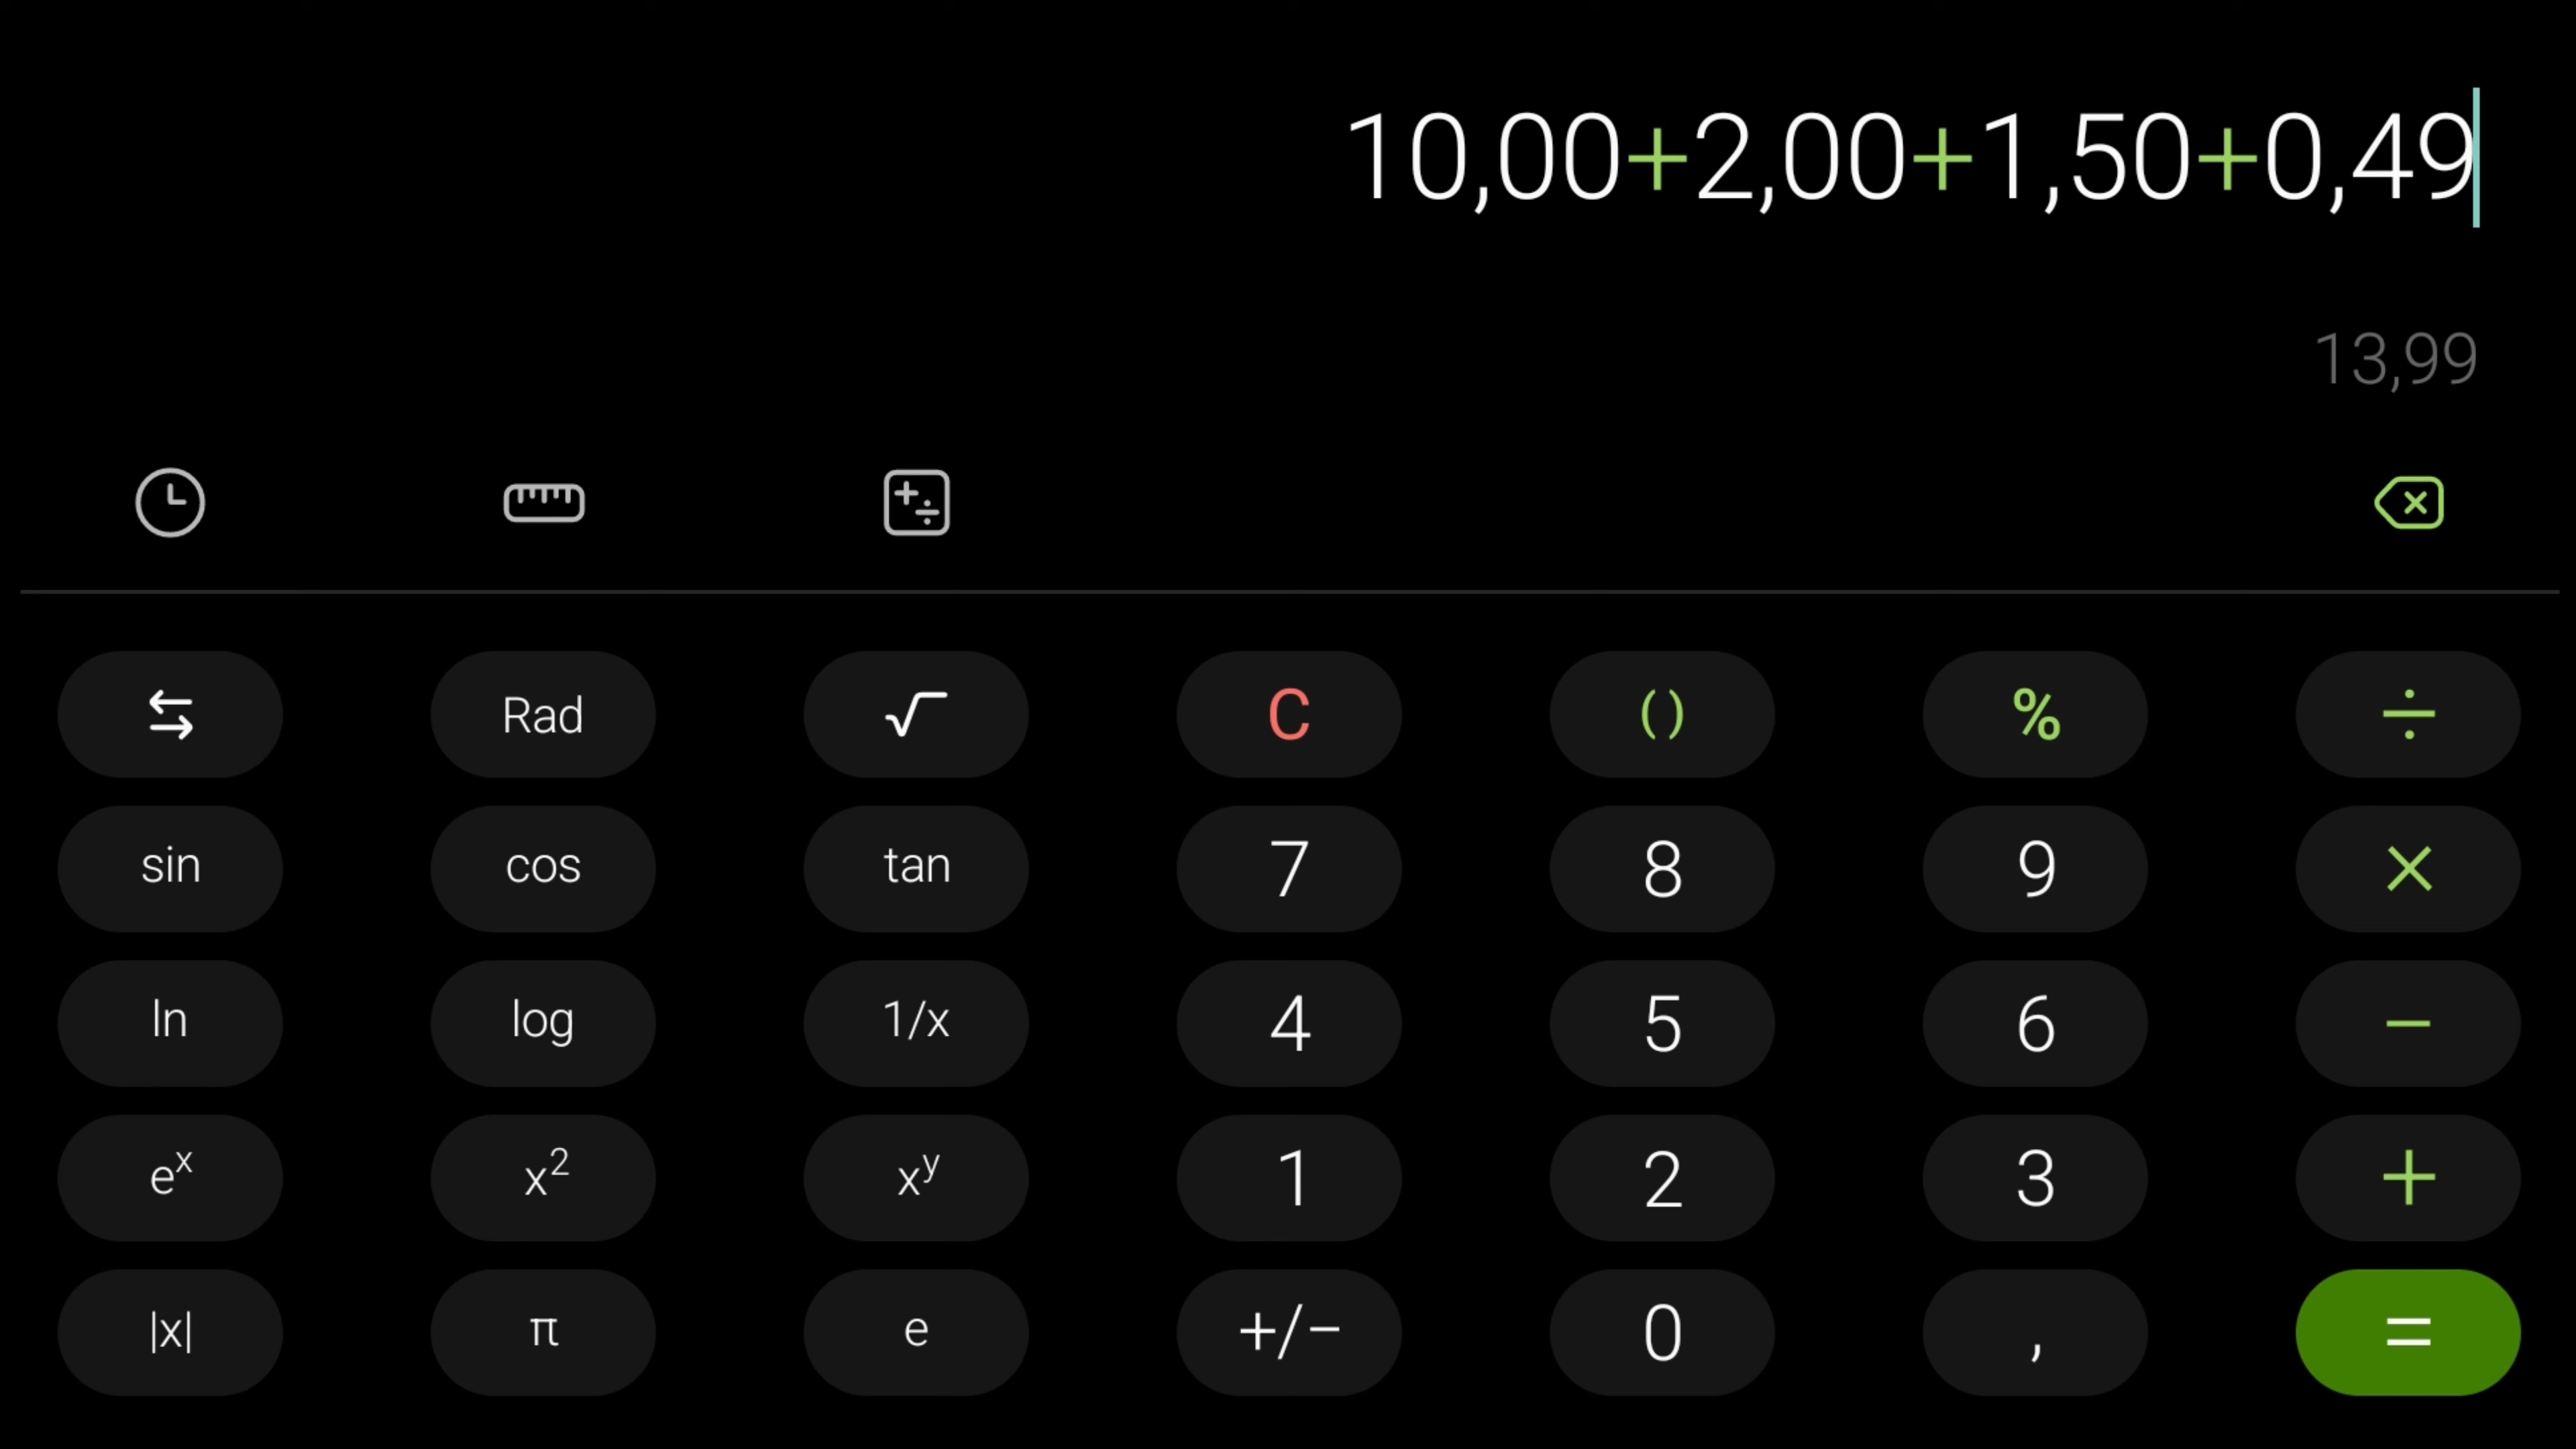 10,00+2,00+1,50+0,49
13,99
Rad √ C ( ) % ÷
sin cos tan 7 8 9 ×
ln log 1/x 4 5 6 −
eˣ x² xʸ 1 2 3 +
|x| π e +/− 0 , =